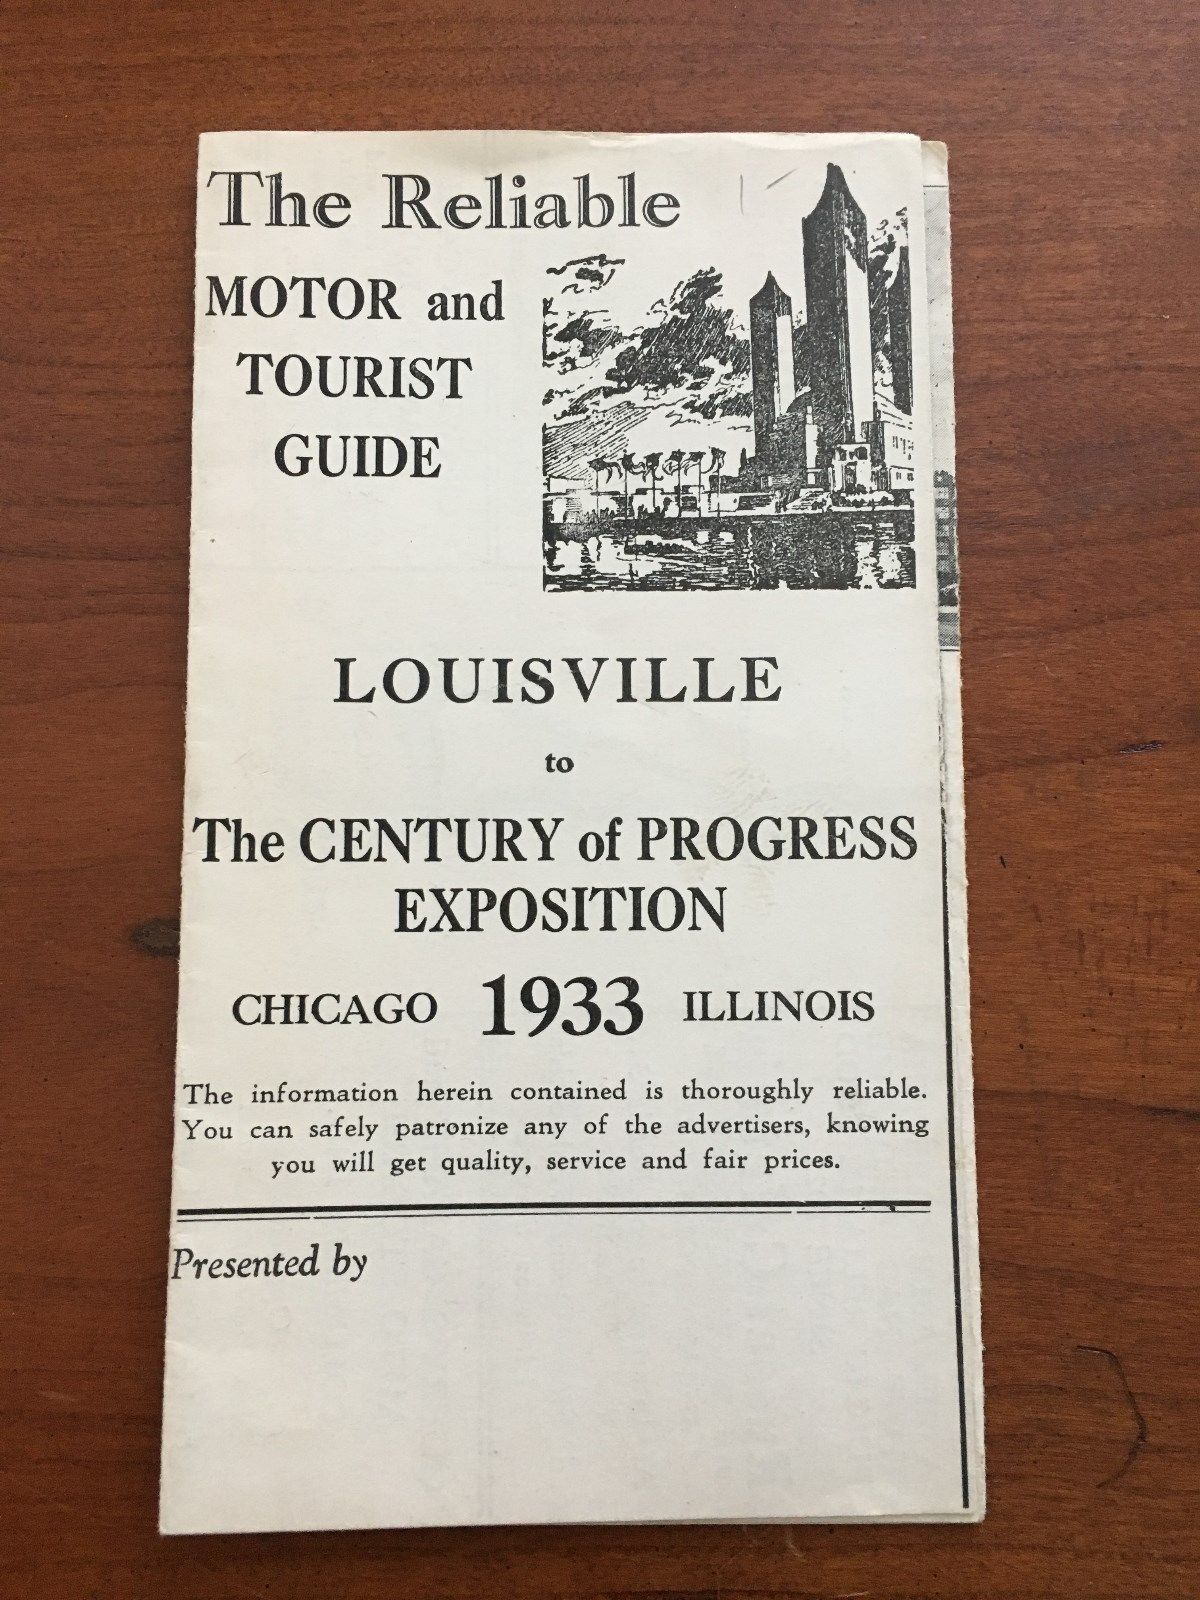 The Reliable
MOTOR and
TOURIST
GUIDE
LOUISVILLE
to
The CENTURY of PROGRESS
EXPOSITION
CHICAGO 1933 ILLINOIS
The information herein contained is thoroughly reliable.
You can safely patronize any of the advertisers, knowing
you will get quality, service and fair prices.
Presented by